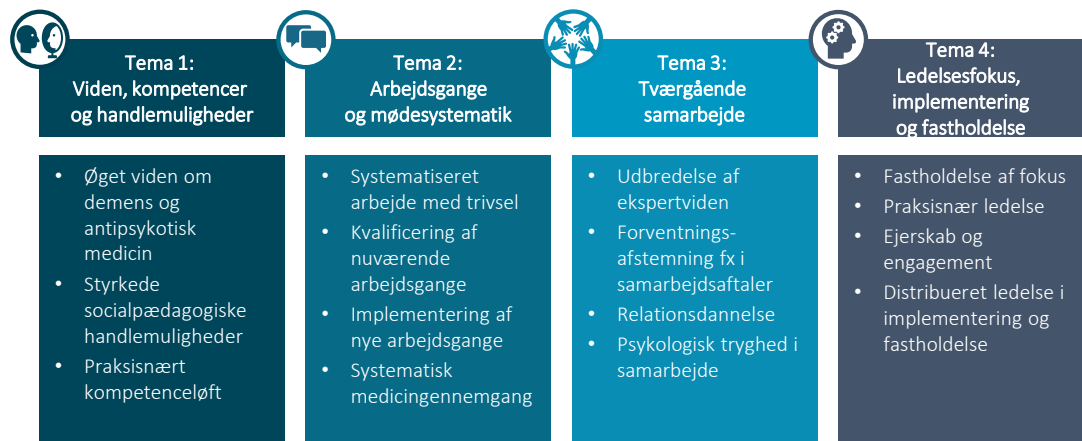 Tema 1:
Viden, kompetencer
og handlemuligheder
• Øget viden om
demens og
antipsykotisk
medicin
• Styrkede
socialpædagogiske
handlemuligheder
• Praksisnært
kompetenceløft
Tema 2:
Arbejdsgange
og mødesystematik
• Systematiseret
arbejde med trivsel
• Kvalificering af
nuværende
arbejdsgange
• Implementering af
nye arbejdsgange
• Systematisk
medicingennemgang
Tema 3:
Tværgående
samarbejde
• Udbredelse af
ekspertviden
• Forventnings-
afstemning fx i
samarbejdsaftaler
• Relationsdannelse
• Psykologisk tryghed i
samarbejde
Tema 4:
Ledelsesfokus,
implementering
og fastholdelse
• Fastholdelse af fokus
• Praksisnær ledelse
• Ejerskab og
engagement
• Distribueret ledelse i
implementering og
fastholdelse